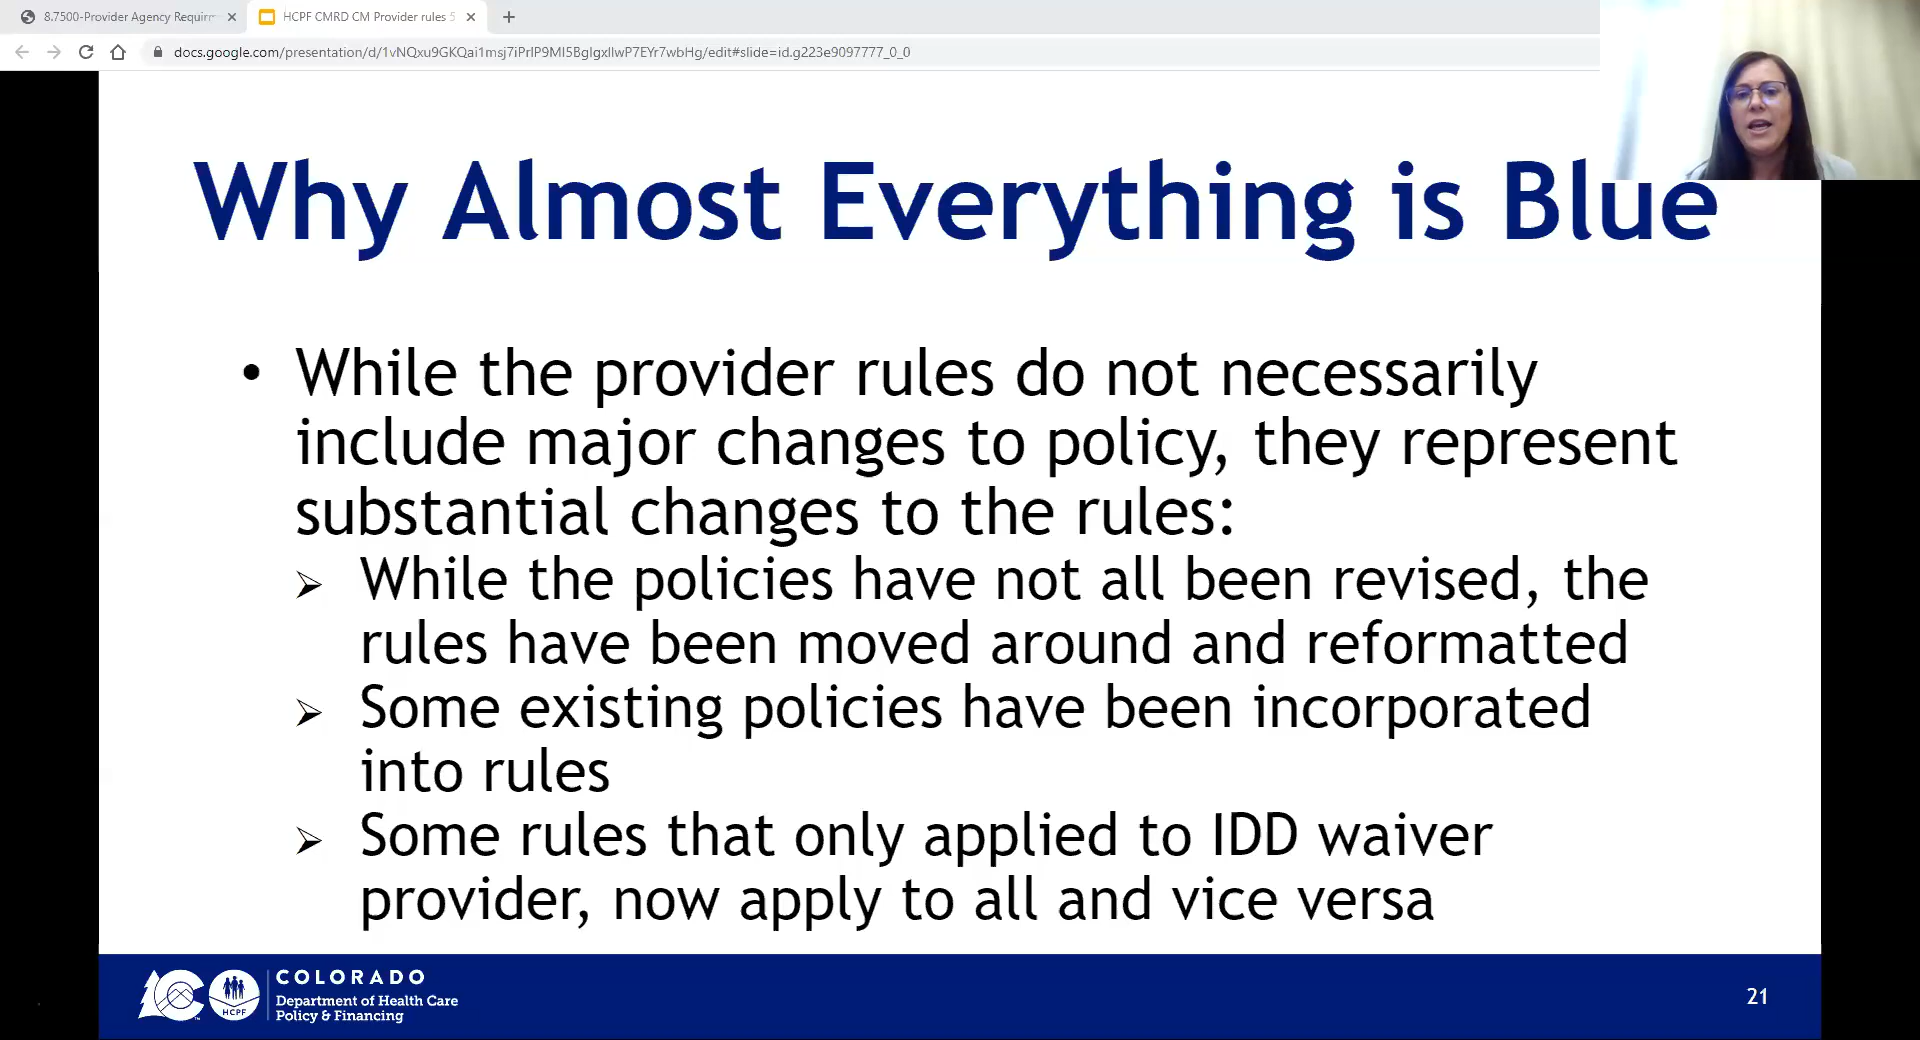 8.7500-Provider Agency Requirm
HCPF CMRD CM Provider rules 5
docs.google.com/presentation/d/1vNQxu9GKQai1msj7iPrlP9Ml5BglgxllwP7EYr7wbHg/edit#slide=id.g223e9097777_0_0
Why Almost Everything is Blue
• While the provider rules do not necessarily
include major changes to policy, they represent
substantial changes to the rules:
➢ While the policies have not all been revised, the
rules have been moved around and reformatted
➢ Some existing policies have been incorporated
into rules
➢ Some rules that only applied to IDD waiver
provider, now apply to all and vice versa
HCPF
COLORADO
Department of Health Care
Policy & Financing
21